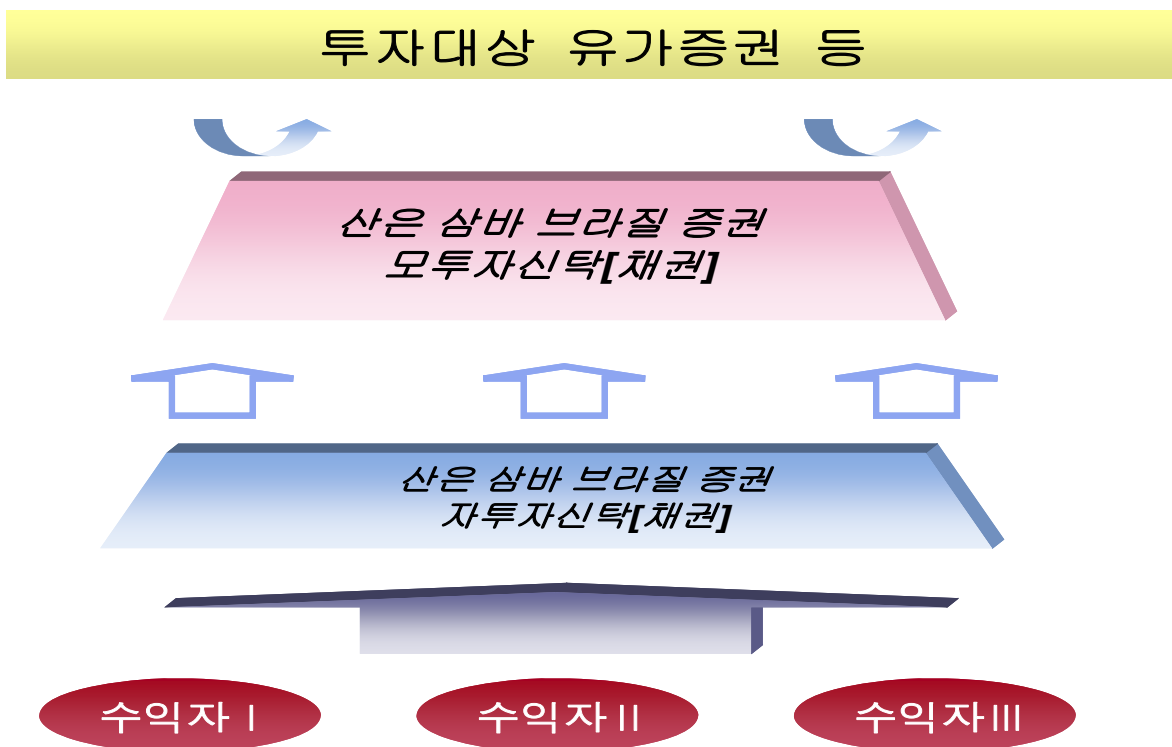 투자대상 유가증권 등
산은 삼바 브라질 증권
모투자신탁[채권]
산은 삼바 브라질 증권
자투자신탁[채권]
수익자Ⅰ
수익자Ⅱ
수익자Ⅲ